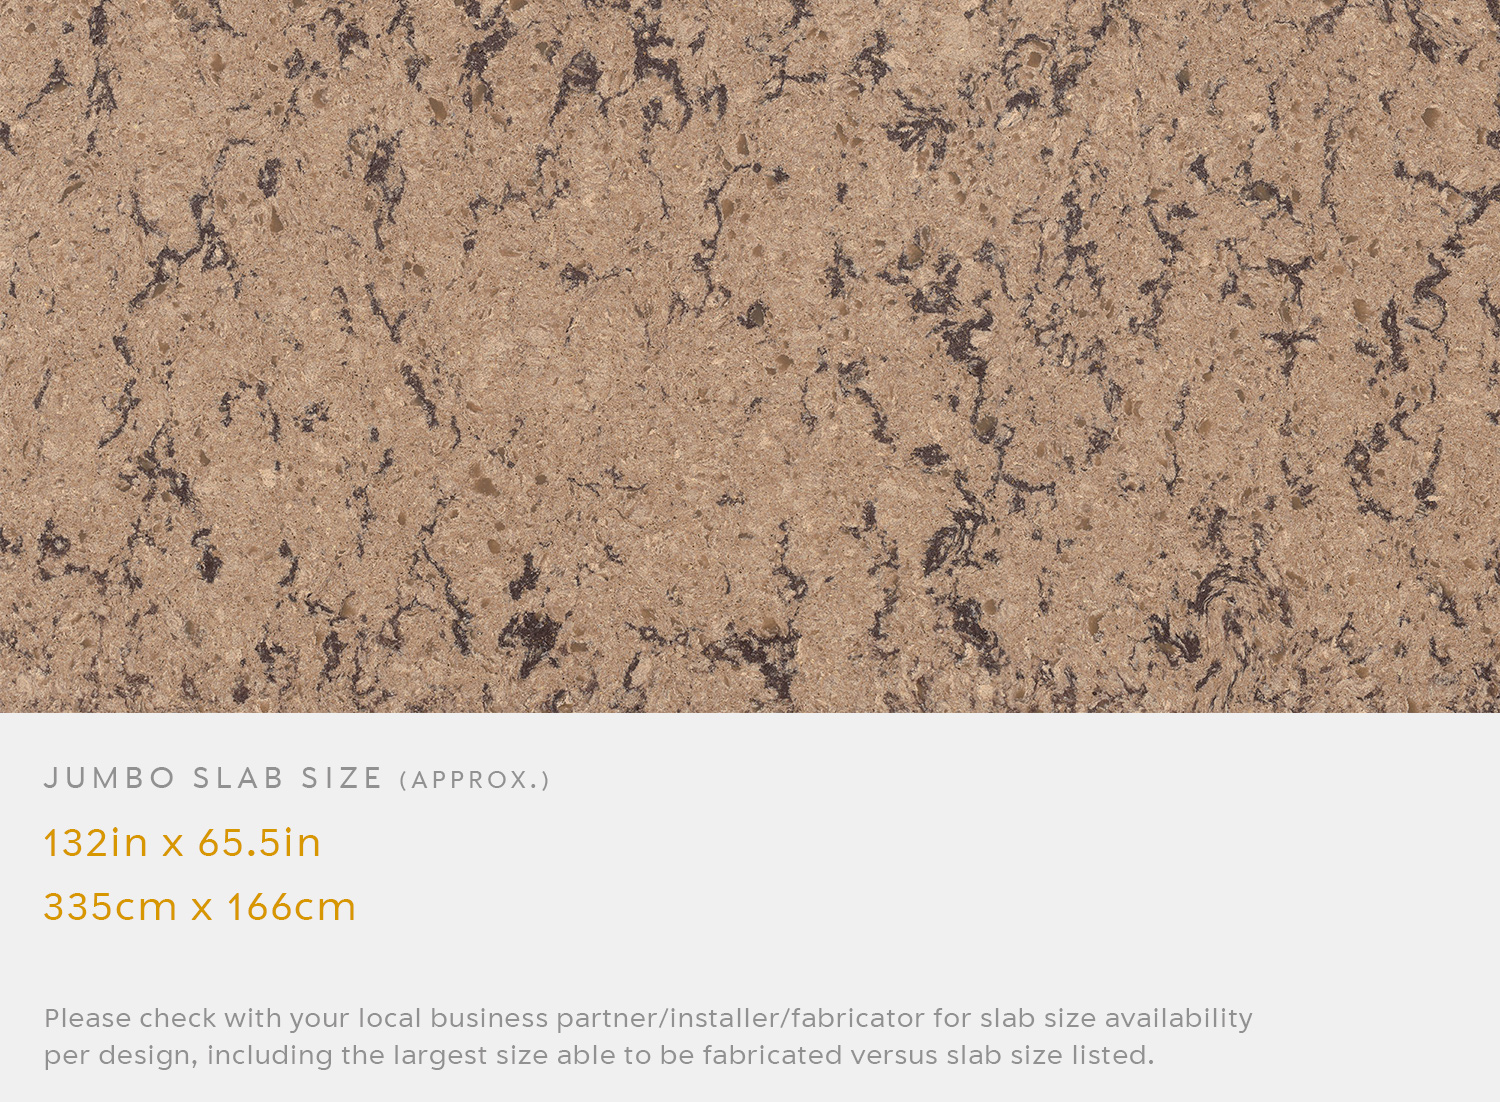 JUMBO SLAB SIZE (APPROX.)
132in x 65.5in
335cm x 166cm
Please check with your local business partner/installer/fabricator for slab size availability
per design, including the largest size able to be fabricated versus slab size listed.